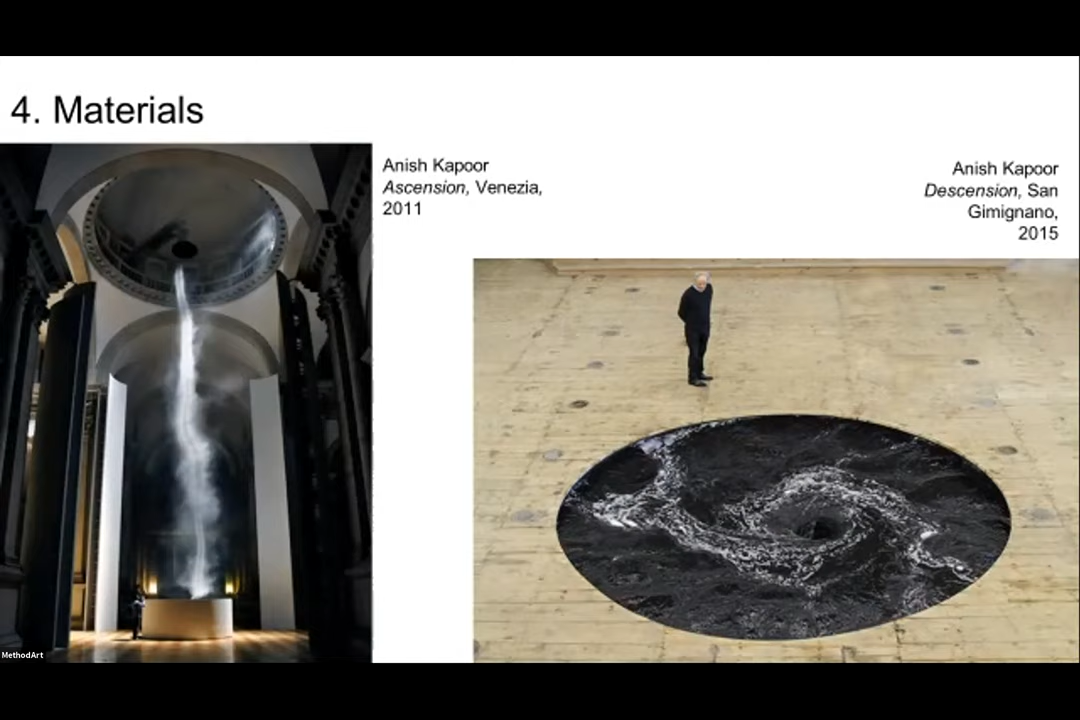 4. Materials
Anish Kapoor
Ascension, Venezia,
2011
Anish Kapoor
Descension, San
Gimignano,
2015
MethodArt